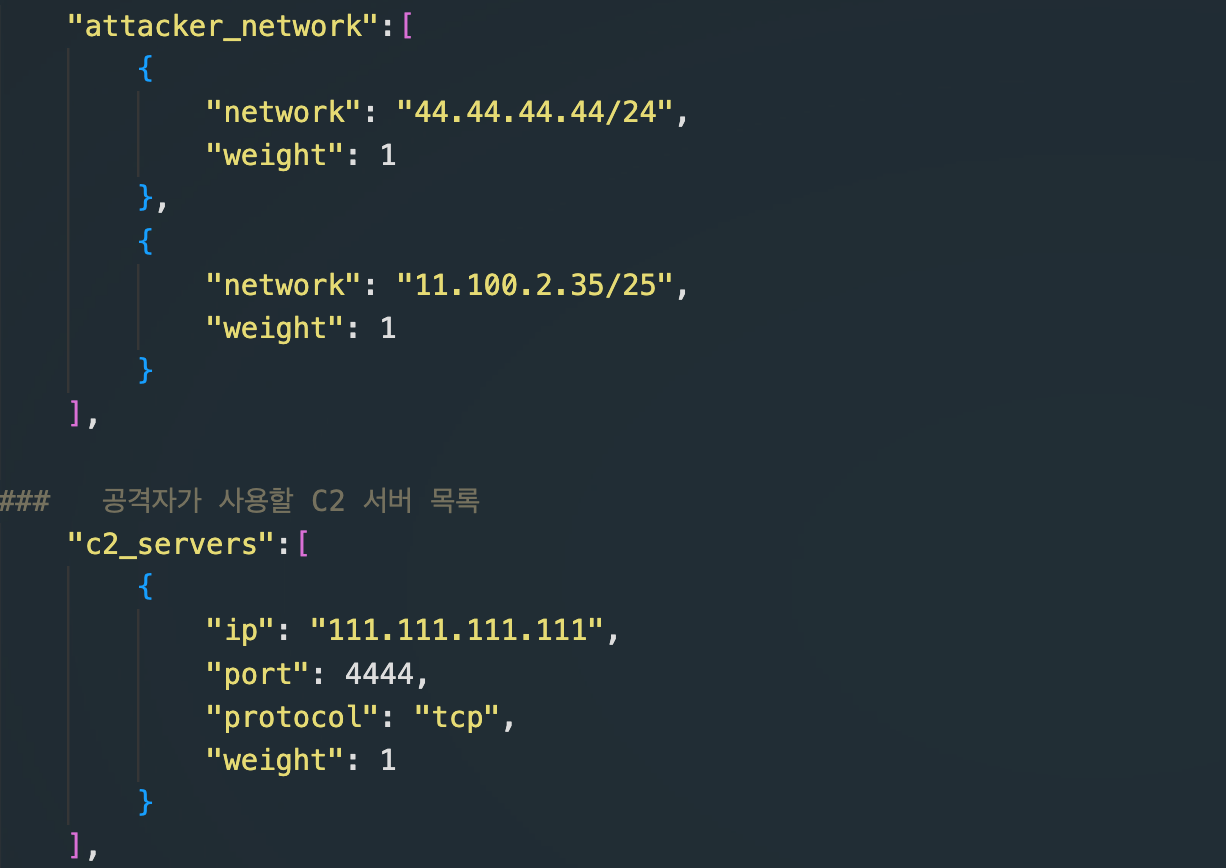 "attacker_network":[
{
"network": "44.44.44.44/24",
"weight": 1
},
{
"network": "11.100.2.35/25",
"weight": 1
}
],
### 공격자가 사용할 C2 서버 목록
"c2_servers":[
{
"ip": "111.111.111.111",
"port": 4444,
"protocol": "tcp",
"weight": 1
}
],